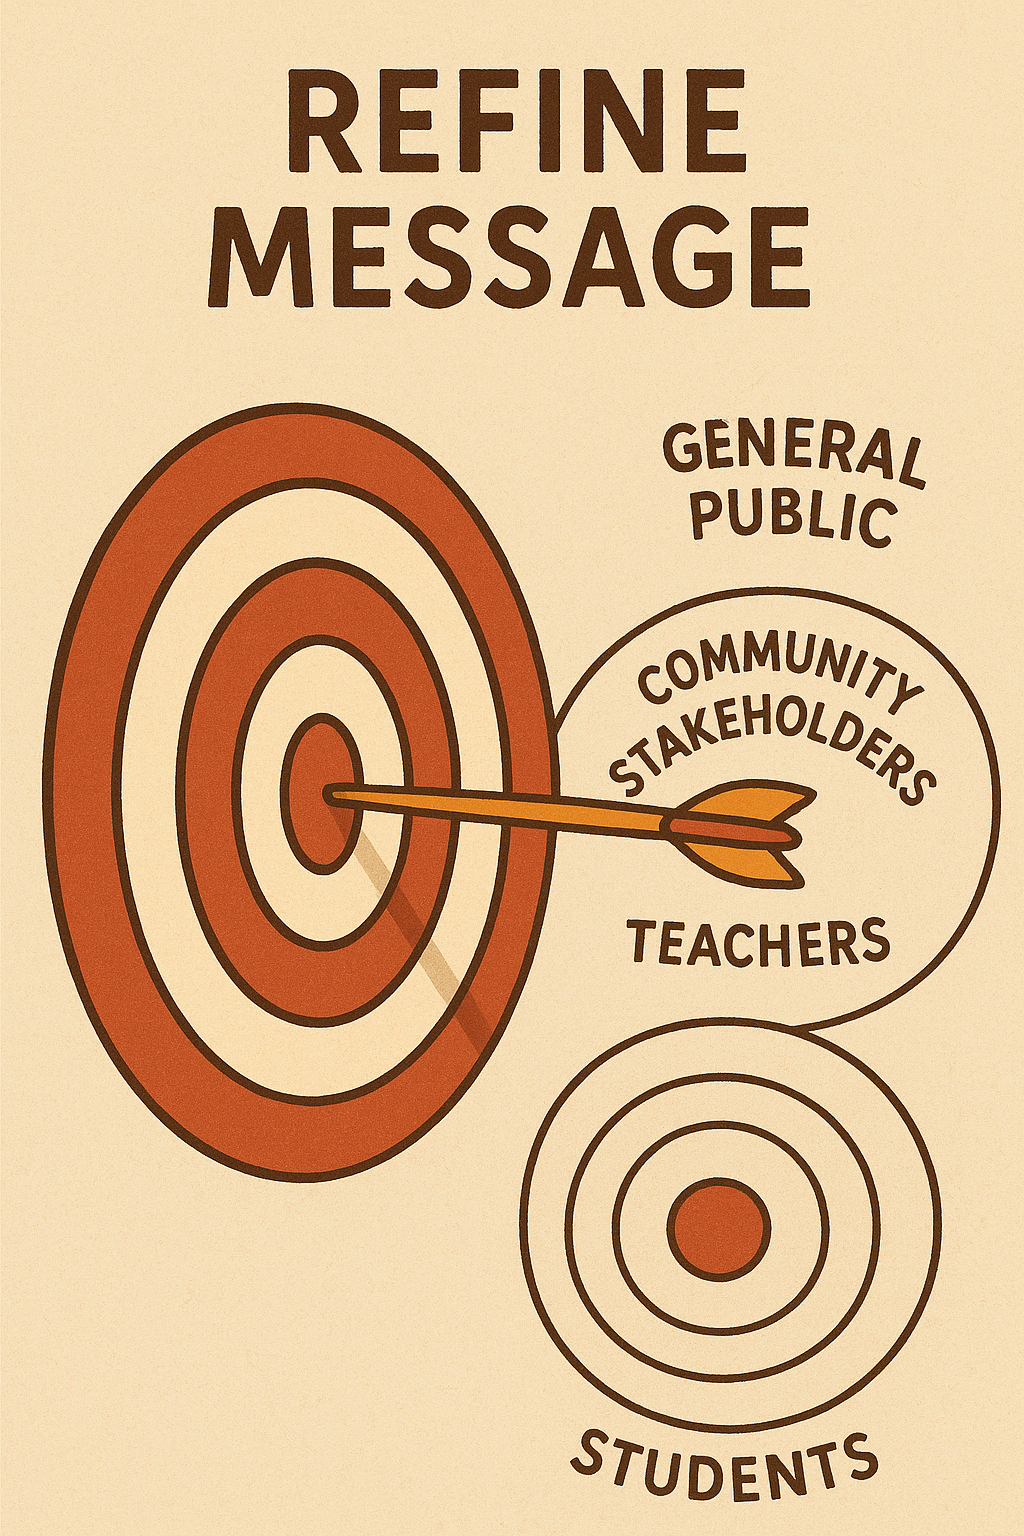 REFINE
MESSAGE
GENERAL
PUBLIC
COMMUNITY
STAKEHOLDERS
TEACHERS
STUDENTS